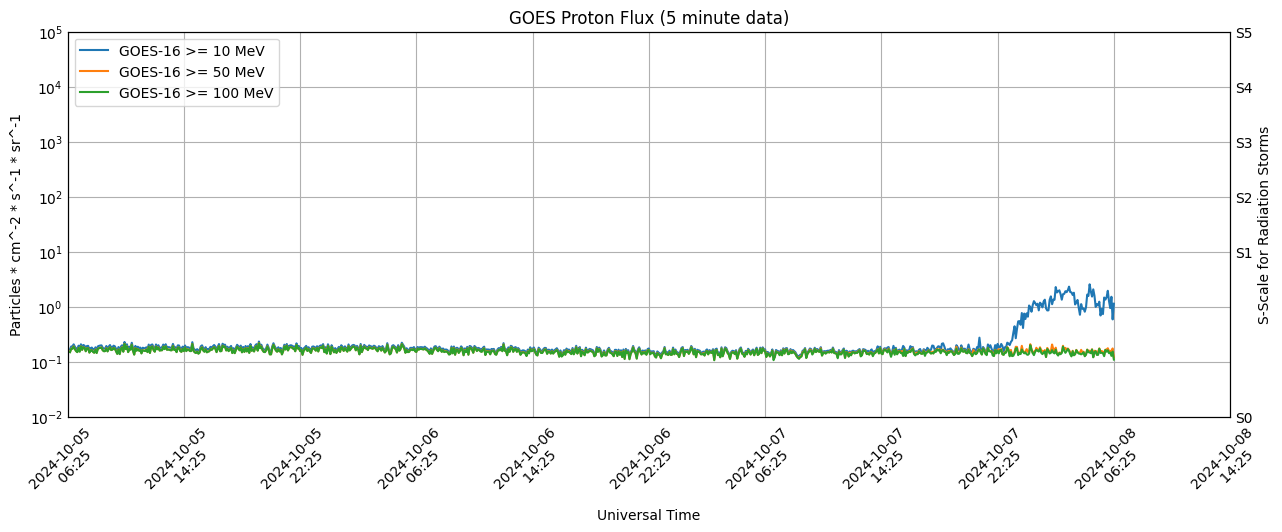 GOES Proton Flux (5 minute data)
GOES-16 >= 10 MeV
GOES-16 >= 50 MeV
GOES-16 >= 100 MeV
Particles * cm^-2 * s^-1 * sr^-1
10^5
10^4
10^3
10^2
10^1
10^0
10^-1
10^-2
S5
S4
S3
S2
S1
S0
S-Scale for Radiation Storms
2024-10-05
06:25
2024-10-05
14:25
2024-10-05
22:25
2024-10-06
06:25
2024-10-06
14:25
2024-10-06
22:25
2024-10-07
06:25
2024-10-07
14:25
2024-10-07
22:25
2024-10-08
06:25
2024-10-08
14:25
Universal Time